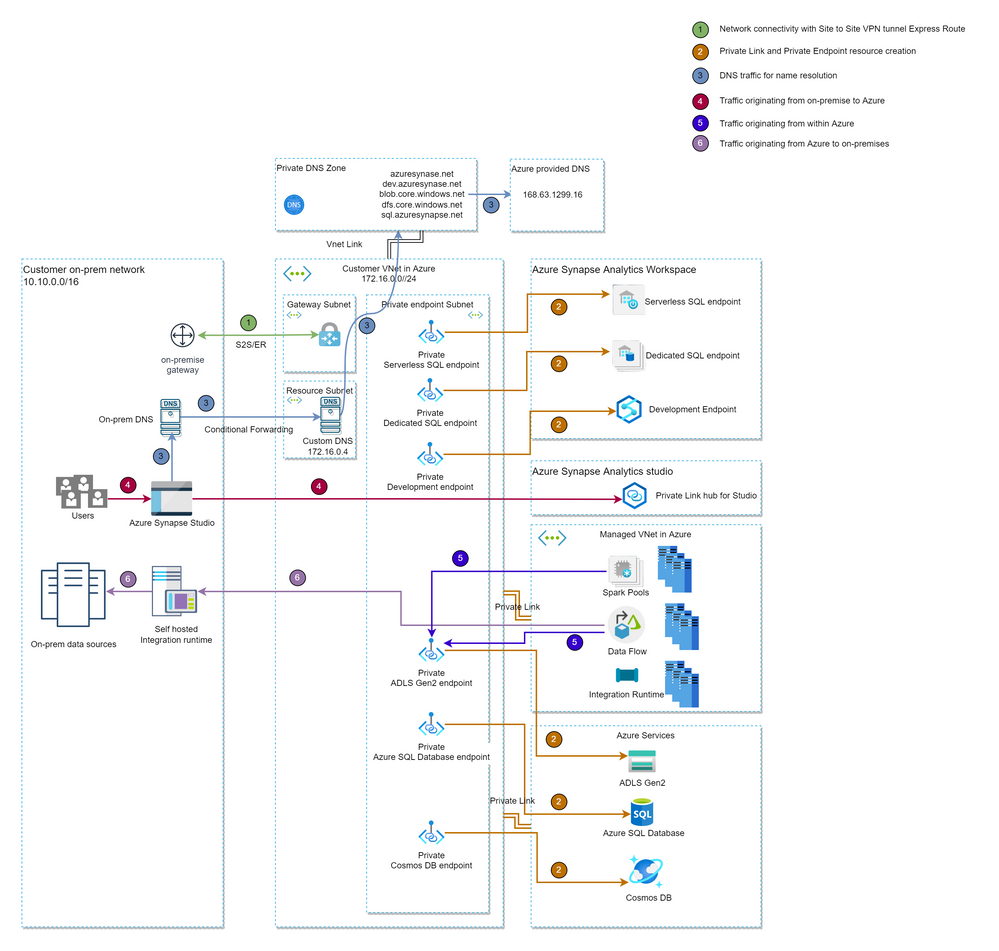 1 Network connectivity with Site to Site VPN tunnel Express Route
2 Private Link and Private Endpoint resource creation
3 DNS traffic for name resolution
4 Traffic originating from on-premise to Azure
5 Traffic originating from within Azure
6 Traffic originating from Azure to on-premises
Private DNS Zone
DNS
azuresynase.net
dev.azuresynase.net
blob.core.windows.net
dfs.core.windows.net
sql.azuresynapse.net
3
Azure provided DNS
168.63.1299.16
Vnet Link
Customer on-prem network
10.10.0.0/16
on-premise
gateway
1
S2S/ER
DNS
On-prem DNS
3
Conditional Forwarding
3
4
Users
Azure Synapse Studio
4
6
On-prem data sources
Self hosted
Integration runtime
6
Customer VNet in Azure
172.16.0.0//24
Gateway Subnet
3
Resource Subnet
DNS
Custom DNS
172.16.0.4
Private endpoint Subnet
Private
Serverless SQL endpoint
Private
Dedicated SQL endpoint
Private
Development endpoint
5
Private
ADLS Gen2 endpoint
Private
Azure SQL Database endpoint
Private
Cosmos DB endpoint
Private Link
Private Link
Azure Synapse Analytics Workspace
2
Serverless SQL endpoint
2
Dedicated SQL endpoint
2
Development Endpoint
Azure Synapse Analytics studio
Private Link hub for Studio
Managed VNet in Azure
Spark Pools
5
Data Flow
Integration Runtime
Azure Services
2
ADLS Gen2
2
SQL
Azure SQL Database
2
Cosmos DB